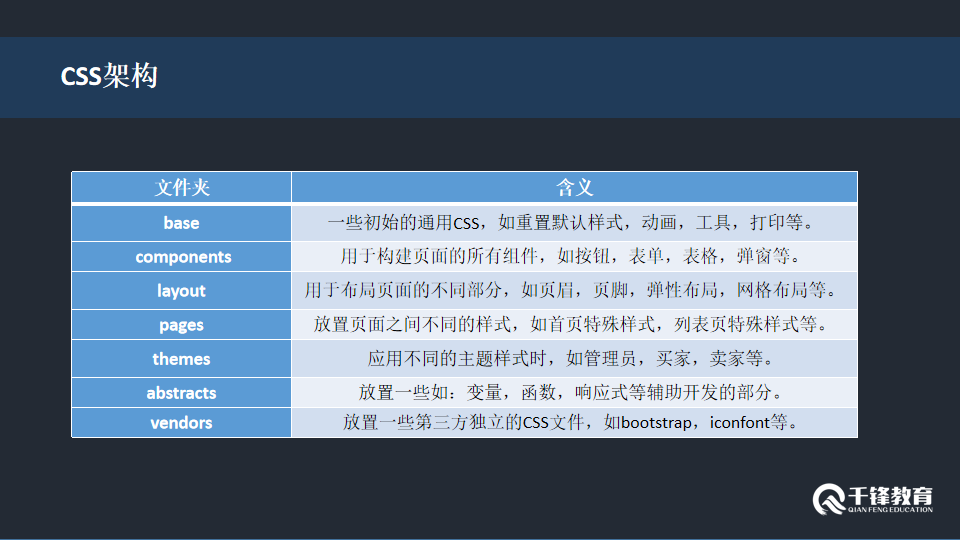 CSS架构
文件夹 含义
base 一些初始的通用CSS，如重置默认样式，动画，工具，打印等。
components 用于构建页面的所有组件，如按钮，表单，表格，弹窗等。
layout 用于布局页面的不同部分，如页眉，页脚，弹性布局，网格布局等。
pages 放置页面之间不同的样式，如首页特殊样式，列表页特殊样式等。
themes 应用不同的主题样式时，如管理员，买家，卖家等。
abstracts 放置一些如：变量，函数，响应式等辅助开发的部分。
vendors 放置一些第三方独立的CSS文件，如bootstrap，iconfont等。
千锋教育
QIAN FENG EDUCATION